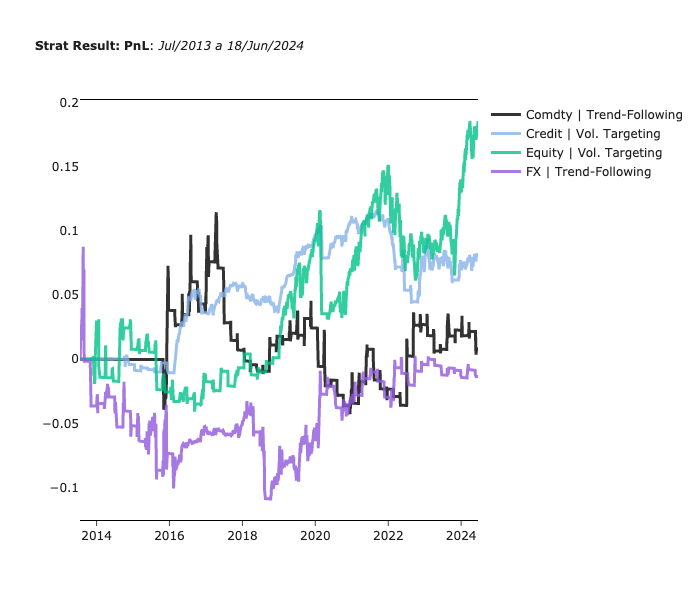 Strat Result: PnL: Jul/2013 a 18/Jun/2024
Comdty | Trend-Following
Credit | Vol. Targeting
Equity | Vol. Targeting
FX | Trend-Following
0.2
0.15
0.1
0.05
0
−0.05
−0.1
2014 2016 2018 2020 2022 2024